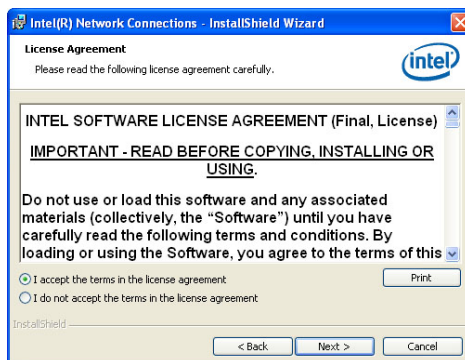 Intel(R) Network Connections - InstallShield Wizard
License Agreement
Please read the following license agreement carefully.
intel
INTEL SOFTWARE LICENSE AGREEMENT (Final, License)
IMPORTANT - READ BEFORE COPYING, INSTALLING OR
USING.
Do not use or load this software and any associated
materials (collectively, the “Software”) until you have
carefully read the following terms and conditions. By
loading or using the Software, you agree to the terms of this
I accept the terms in the license agreement
Print
I do not accept the terms in the license agreement
InstallShield
< Back
Next >
Cancel